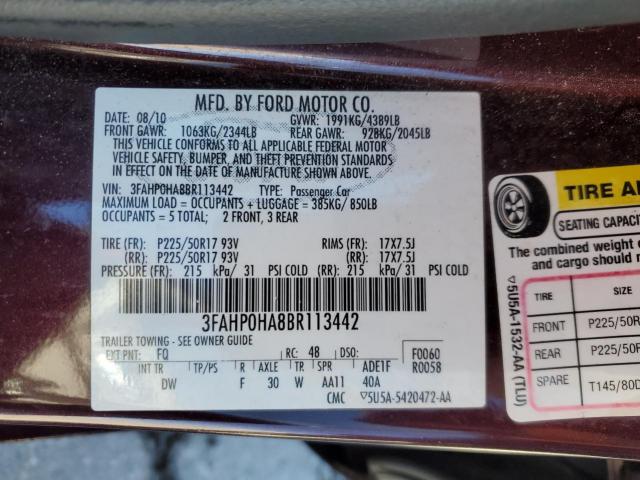 MFD. BY FORD MOTOR CO.
DATE: 08/10 GVWR: 1991KG/4389LB
FRONT GAWR: 1063KG/2344LB REAR GAWR: 928KG/2045LB
THIS VEHICLE CONFORMS TO ALL APPLICABLE FEDERAL MOTOR
VEHICLE SAFETY, BUMPER, AND THEFT PREVENTION STANDARDS
IN EFFECT ON THE DATE OF MANUFACTURE SHOWN ABOVE.
VIN: 3FAHP0HA8BR113442 TYPE: Passenger Car
MAXIMUM LOAD = OCCUPANTS + LUGGAGE = 385KG/ 850LB
OCCUPANTS = 5 TOTAL: 2 FRONT, 3 REAR
TIRE (FR): P225/50R17 93V RIMS (FR): 17X7.5J
(RR): P225/50R17 93V (RR): 17X7.5J
PRESSURE (FR): 215 kPa/ 31 PSI COLD (RR): 215 kPa/ 31 PSI COLD
3FAHP0HA8BR113442
TRAILER TOWING - SEE OWNER GUIDE
EXT PNT: FQ RC: 48 DSO: F0060
INT TR TP/PS R AXLE TR SPR ADE1F R0058
DW F 30 W AA11 40A
CMC ▽5U5A-5420472-AA
TIRE AN
SEATING CAPACI
The combined weight o
and cargo should n
▽5U5A-1532-AA (TLU)
TIRE SIZE
FRONT P225/50R
REAR P225/50R
SPARE T145/80D